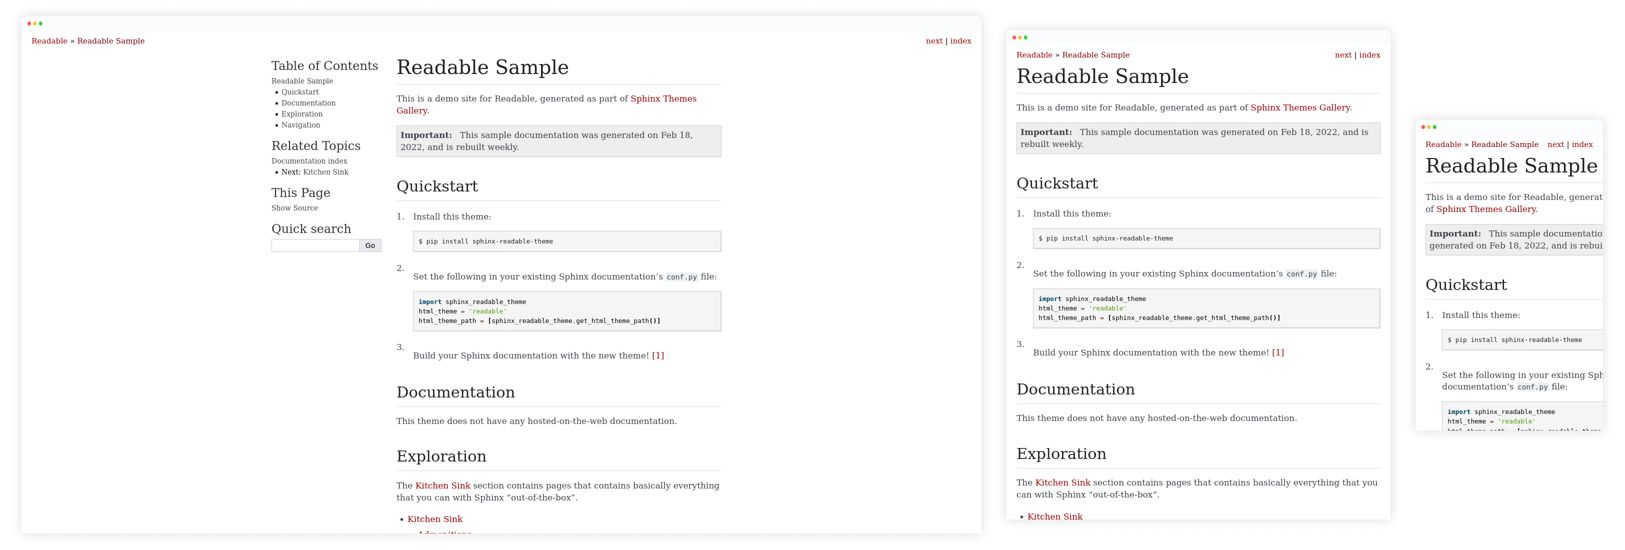 Readable » Readable Sample
next | index
Table of Contents
Readable Sample
Quickstart
Documentation
Exploration
Navigation
Related Topics
Documentation index
Next: Kitchen Sink
This Page
Show Source
Quick search
Go
Readable Sample
This is a demo site for Readable, generated as part of Sphinx Themes
Gallery.
Important: This sample documentation was generated on Feb 18,
2022, and is rebuilt weekly.
Quickstart
1. Install this theme:
$ pip install sphinx-readable-theme
2.
Set the following in your existing Sphinx documentation’s conf.py file:
import sphinx_readable_theme
html_theme = 'readable'
html_theme_path = [sphinx_readable_theme.get_html_theme_path()]
3.
Build your Sphinx documentation with the new theme! [1]
Documentation
This theme does not have any hosted-on-the-web documentation.
Exploration
The Kitchen Sink section contains pages that contains basically everything
that you can with Sphinx “out-of-the-box”.
• Kitchen Sink
Readable » Readable Sample
next | index
Readable Sample
This is a demo site for Readable, generated as part of Sphinx Themes Gallery.
Important: This sample documentation was generated on Feb 18, 2022, and is
rebuilt weekly.
Quickstart
1. Install this theme:
$ pip install sphinx-readable-theme
2.
Set the following in your existing Sphinx documentation’s conf.py file:
import sphinx_readable_theme
html_theme = 'readable'
html_theme_path = [sphinx_readable_theme.get_html_theme_path()]
3.
Build your Sphinx documentation with the new theme! [1]
Documentation
This theme does not have any hosted-on-the-web documentation.
Exploration
The Kitchen Sink section contains pages that contains basically everything that you
can with Sphinx “out-of-the-box”.
• Kitchen Sink
Readable » Readable Sample next | index
Readable Sample
This is a demo site for Readable, generat
of Sphinx Themes Gallery.
Important: This sample documentatio
generated on Feb 18, 2022, and is rebui
Quickstart
1. Install this theme:
$ pip install sphinx-readable-theme
2.
Set the following in your existing Sph
documentation’s conf.py file:
import sphinx_readable_theme
html_theme = 'readable'